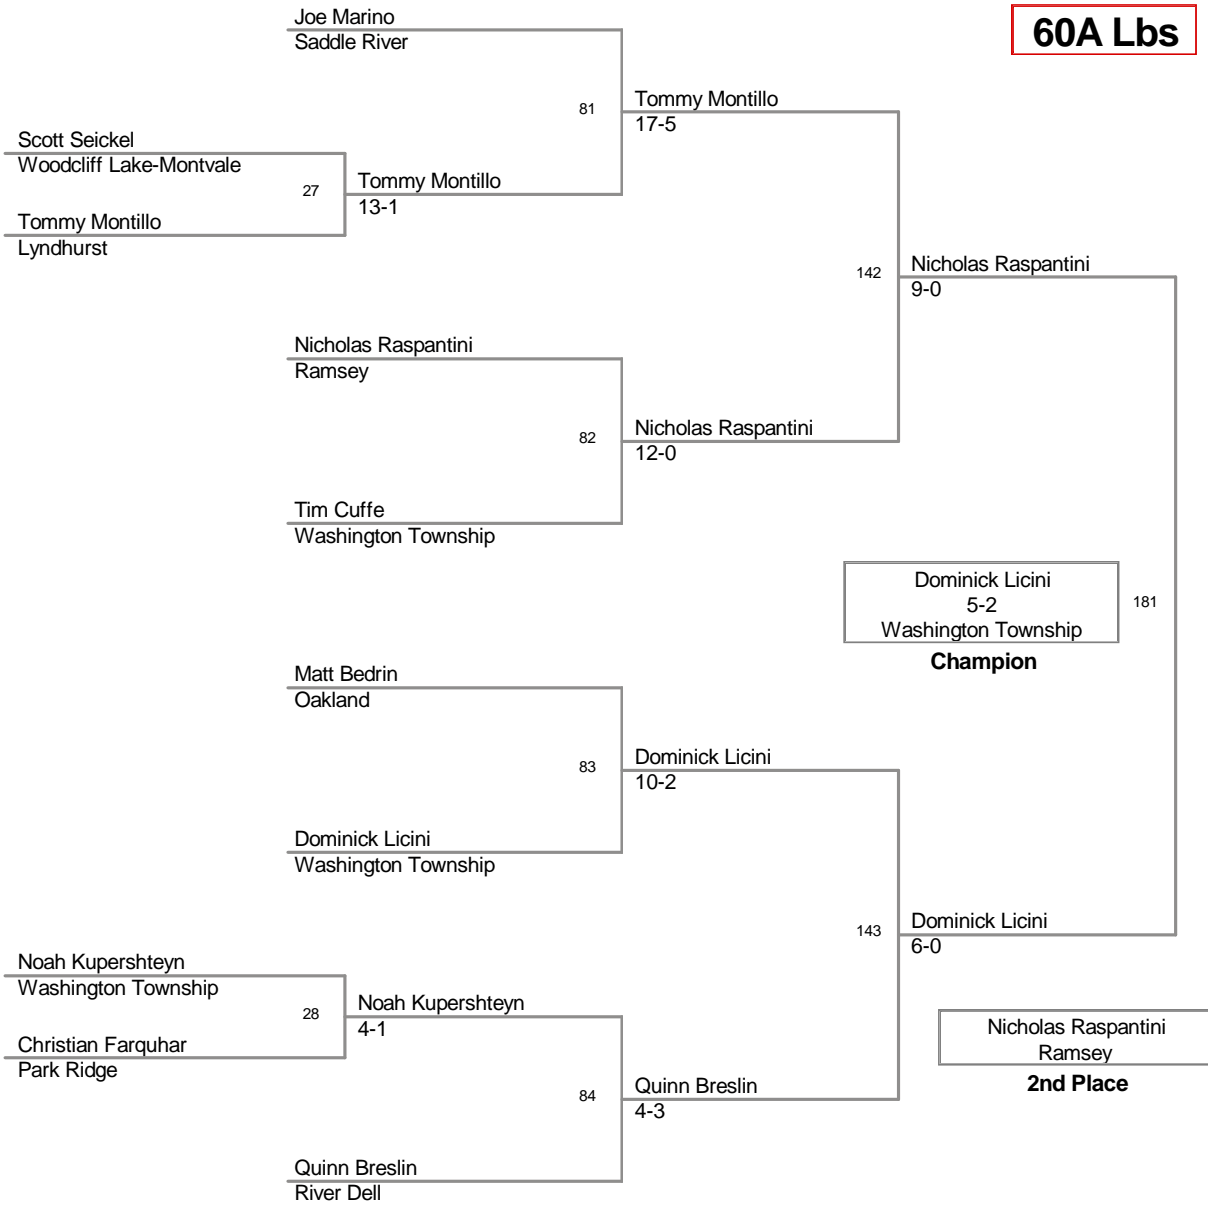 Joe Marino
Saddle River
60A Lbs
81
Tommy Montillo
17-5
Scott Seickel
Woodcliff Lake-Montvale
27
Tommy Montillo
13-1
Tommy Montillo
Lyndhurst
142
Nicholas Raspantini
9-0
Nicholas Raspantini
Ramsey
82
Nicholas Raspantini
12-0
Tim Cuffe
Washington Township
Dominick Licini
5-2
Washington Township
Champion
181
Matt Bedrin
Oakland
83
Dominick Licini
10-2
Dominick Licini
Washington Township
143
Dominick Licini
6-0
Noah Kupershteyn
Washington Township
28
Noah Kupershteyn
4-1
Christian Farquhar
Park Ridge
Nicholas Raspantini
Ramsey
2nd Place
84
Quinn Breslin
4-3
Quinn Breslin
River Dell